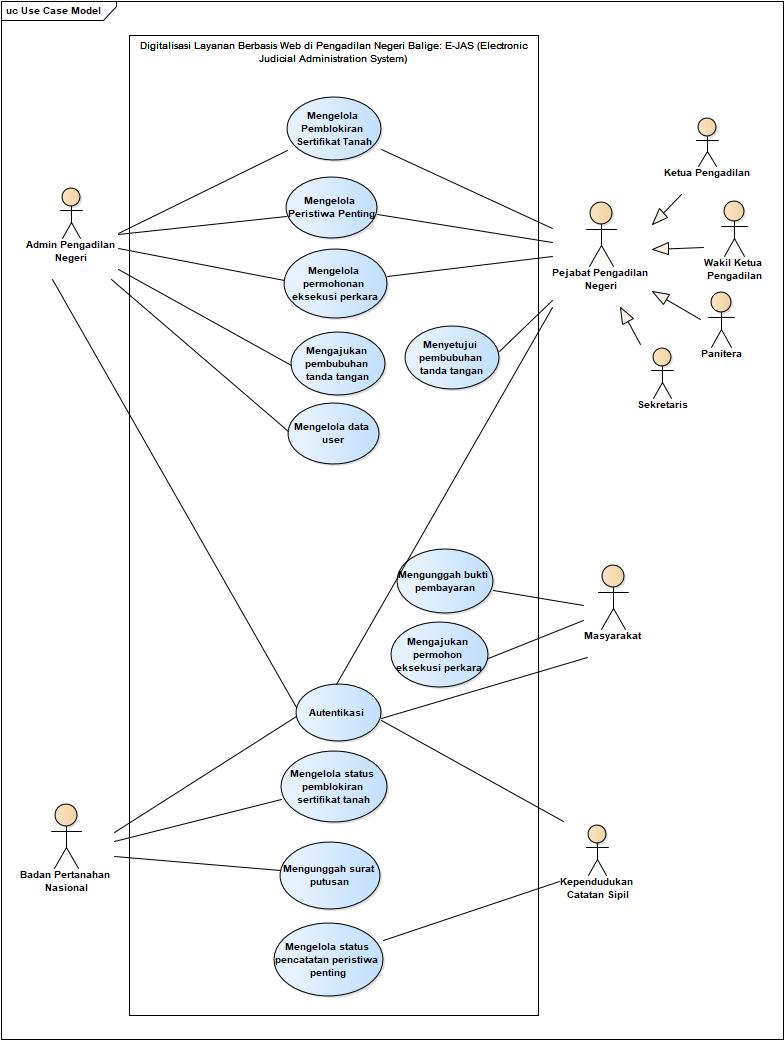 uc Use Case Model
Digitalisasi Layanan Berbasis Web di Pengadilan Negeri Balige: E-JAS (Electronic
Judicial Administration System)
Mengelola
Pemblokiran
Sertifikat Tanah
Mengelola
Peristiwa Penting
Mengelola
permohonan
eksekusi perkara
Mengajukan
pembubuhan
tanda tangan
Menyetujui
pembubuhan
tanda tangan
Mengelola data
user
Admin Pengadilan
Negeri
Pejabat Pengadilan
Negeri
Ketua Pengadilan
Wakil Ketua
Pengadilan
Panitera
Sekretaris
Mengunggah bukti
pembayaran
Mengajukan
permohon
eksekusi perkara
Masyarakat
Autentikasi
Mengelola status
pemblokiran
sertifikat tanah
Mengunggah surat
putusan
Mengelola status
pencatatan peristiwa
penting
Badan Pertanahan
Nasional
Kependudukan
Catatan Sipil